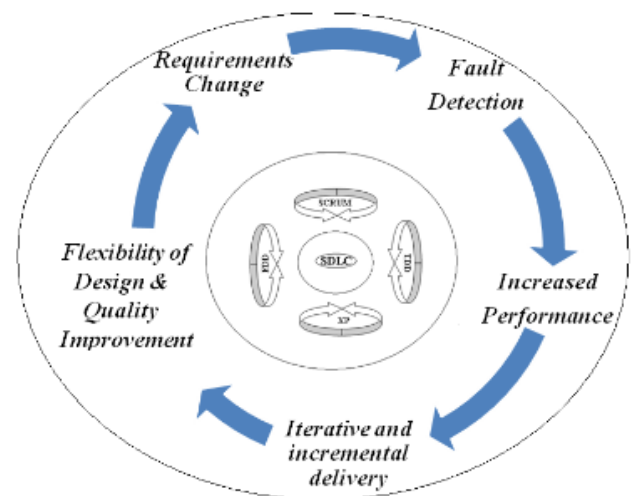 Requirements
Change
Fault
Detection
Increased
Performance
Iterative and
incremental
delivery
Flexibility of
Design &
Quality
Improvement
SCRUM
TDD
XP
SDLC